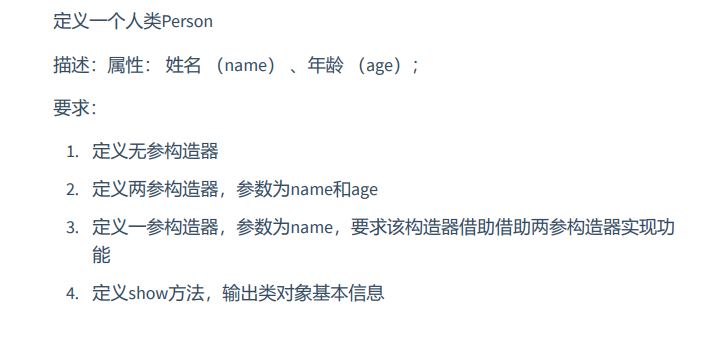 定义一个人类Person
描述：属性： 姓名 （name） 、年龄 （age）；
要求：
1. 定义无参构造器
2. 定义两参构造器，参数为name和age
3. 定义一参构造器，参数为name，要求该构造器借助借助两参构造器实现功
能
4. 定义show方法，输出类对象基本信息